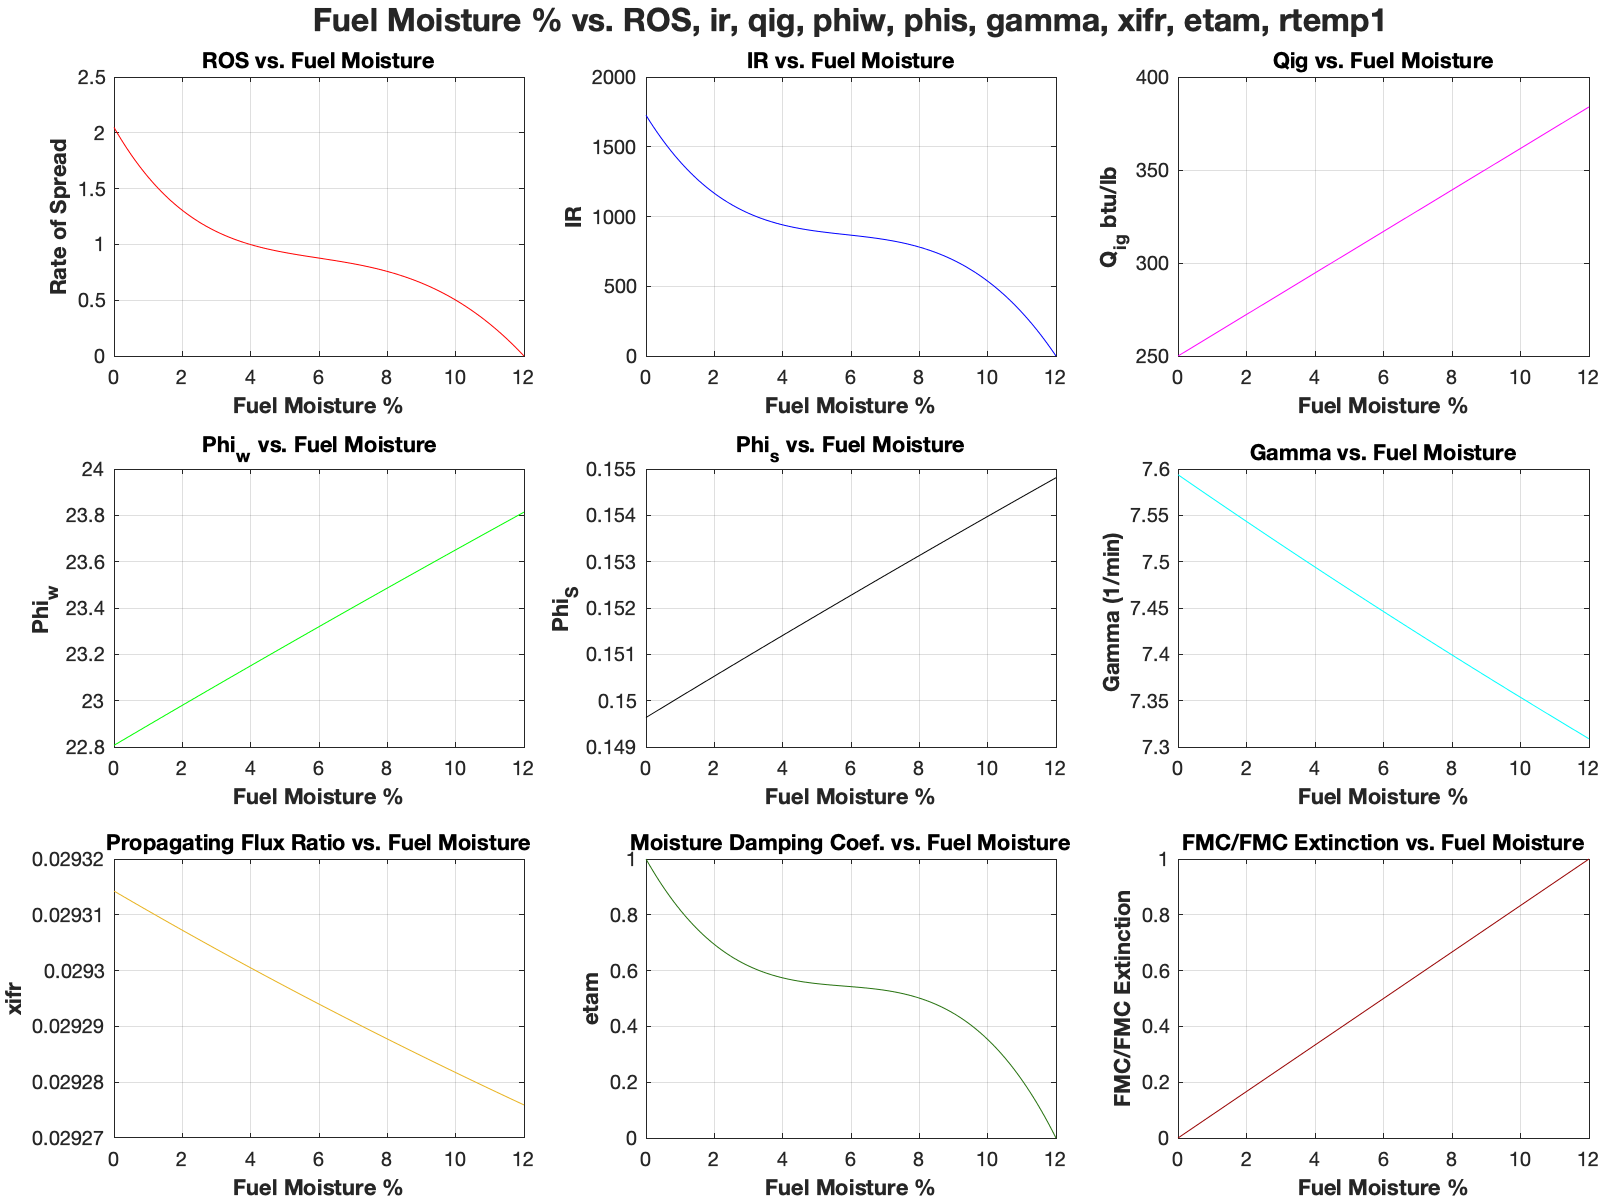 Fuel Moisture % vs. ROS, ir, qig, phiw, phis, gamma, xifr, etam, rtemp1
ROS vs. Fuel Moisture
Rate of Spread
2.5
2
1.5
1
0.5
0
0 2 4 6 8 10 12
Fuel Moisture %
IR vs. Fuel Moisture
IR
2000
1500
1000
500
0
0 2 4 6 8 10 12
Fuel Moisture %
Qig vs. Fuel Moisture
Qig btu/lb
400
350
300
250
0 2 4 6 8 10 12
Fuel Moisture %
Phiw vs. Fuel Moisture
Phiw
24
23.8
23.6
23.4
23.2
23
22.8
0 2 4 6 8 10 12
Fuel Moisture %
Phis vs. Fuel Moisture
PhiS
0.155
0.154
0.153
0.152
0.151
0.15
0.149
0 2 4 6 8 10 12
Fuel Moisture %
Gamma vs. Fuel Moisture
Gamma (1/min)
7.6
7.55
7.5
7.45
7.4
7.35
7.3
0 2 4 6 8 10 12
Fuel Moisture %
Propagating Flux Ratio vs. Fuel Moisture
xifr
0.02932
0.02931
0.0293
0.02929
0.02928
0.02927
0 2 4 6 8 10 12
Fuel Moisture %
Moisture Damping Coef. vs. Fuel Moisture
etam
1
0.8
0.6
0.4
0.2
0
0 2 4 6 8 10 12
Fuel Moisture %
FMC/FMC Extinction vs. Fuel Moisture
FMC/FMC Extinction
1
0.8
0.6
0.4
0.2
0
0 2 4 6 8 10 12
Fuel Moisture %